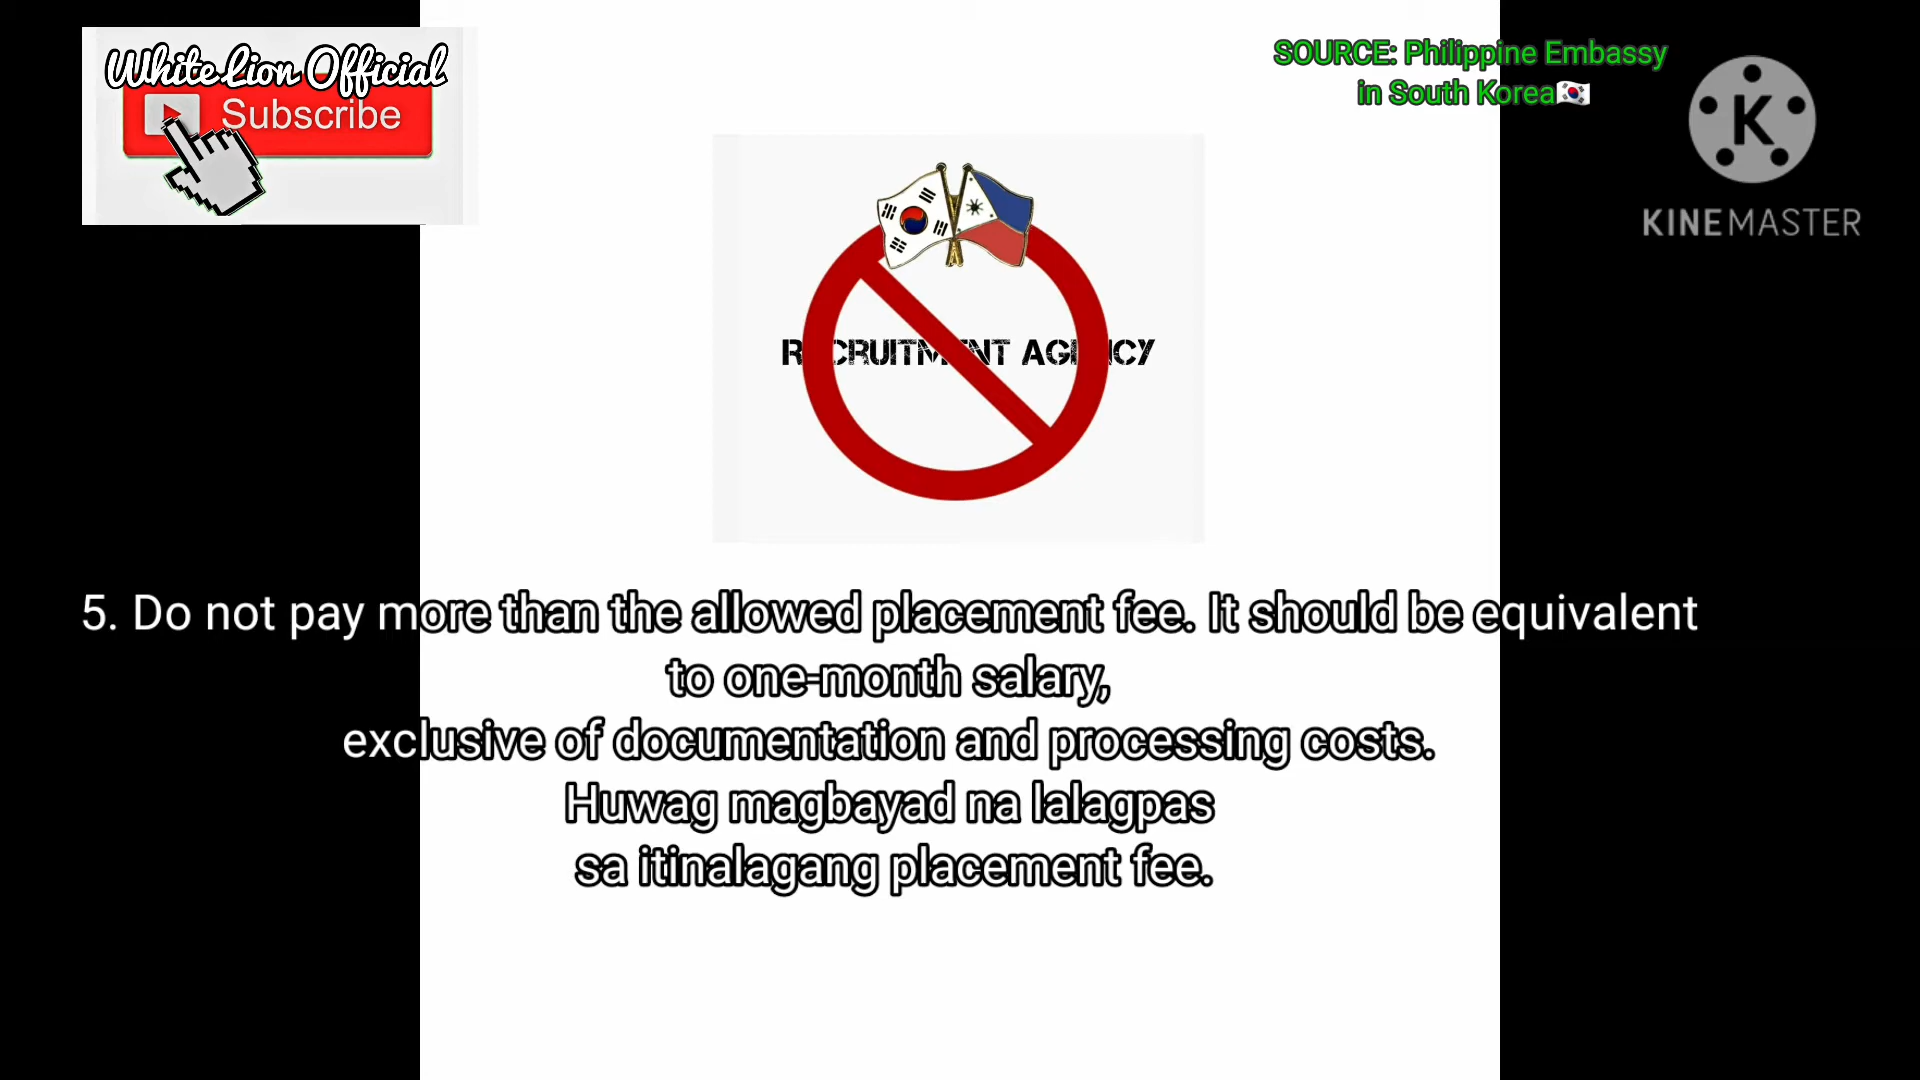 White Lion Official
Subscribe
SOURCE: Philippine Embassy
in South Korea
K
KINEMASTER
RECRUITMENT AGENCY
5. Do not pay more than the allowed placement fee. It should be equivalent
to one-month salary,
exclusive of documentation and processing costs.
Huwag magbayad na lalagpas
sa itinalagang placement fee.